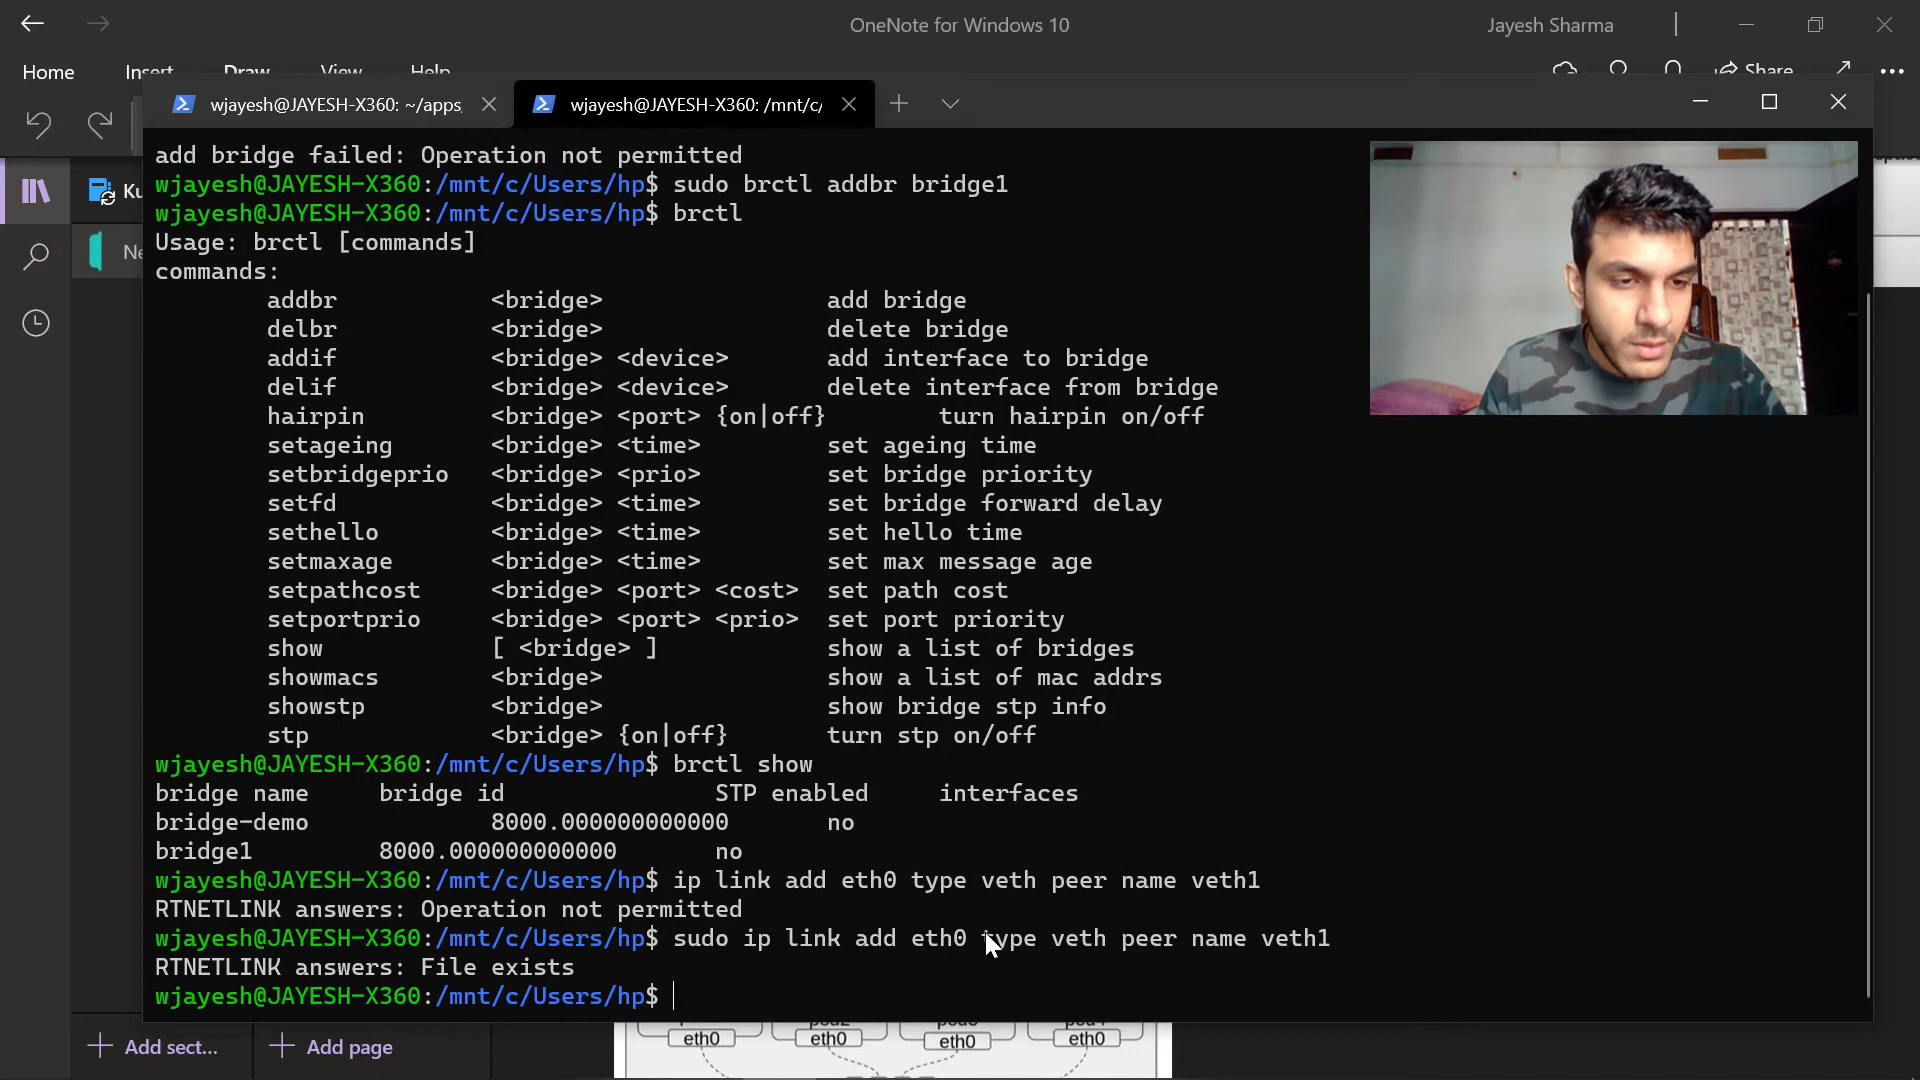 OneNote for Windows 10
Jayesh Sharma
Home Insert Draw View Help
Share
wjayesh@JAYESH-X360: ~/apps
wjayesh@JAYESH-X360: /mnt/c/
Ku
Ne
add bridge failed: Operation not permitted
wjayesh@JAYESH-X360:/mnt/c/Users/hp$ sudo brctl addbr bridge1
wjayesh@JAYESH-X360:/mnt/c/Users/hp$ brctl
Usage: brctl [commands]
commands:
addbr <bridge> add bridge
delbr <bridge> delete bridge
addif <bridge> <device> add interface to bridge
delif <bridge> <device> delete interface from bridge
hairpin <bridge> <port> {on|off} turn hairpin on/off
setageing <bridge> <time> set ageing time
setbridgeprio <bridge> <prio> set bridge priority
setfd <bridge> <time> set bridge forward delay
sethello <bridge> <time> set hello time
setmaxage <bridge> <time> set max message age
setpathcost <bridge> <port> <cost> set path cost
setportprio <bridge> <port> <prio> set port priority
show [ <bridge> ] show a list of bridges
showmacs <bridge> show a list of mac addrs
showstp <bridge> show bridge stp info
stp <bridge> {on|off} turn stp on/off
wjayesh@JAYESH-X360:/mnt/c/Users/hp$ brctl show
bridge name bridge id STP enabled interfaces
bridge-demo 8000.000000000000 no
bridge1 8000.000000000000 no
wjayesh@JAYESH-X360:/mnt/c/Users/hp$ ip link add eth0 type veth peer name veth1
RTNETLINK answers: Operation not permitted
wjayesh@JAYESH-X360:/mnt/c/Users/hp$ sudo ip link add eth0 type veth peer name veth1
RTNETLINK answers: File exists
wjayesh@JAYESH-X360:/mnt/c/Users/hp$
eth0 eth0 eth0 eth0
Add sect... Add page